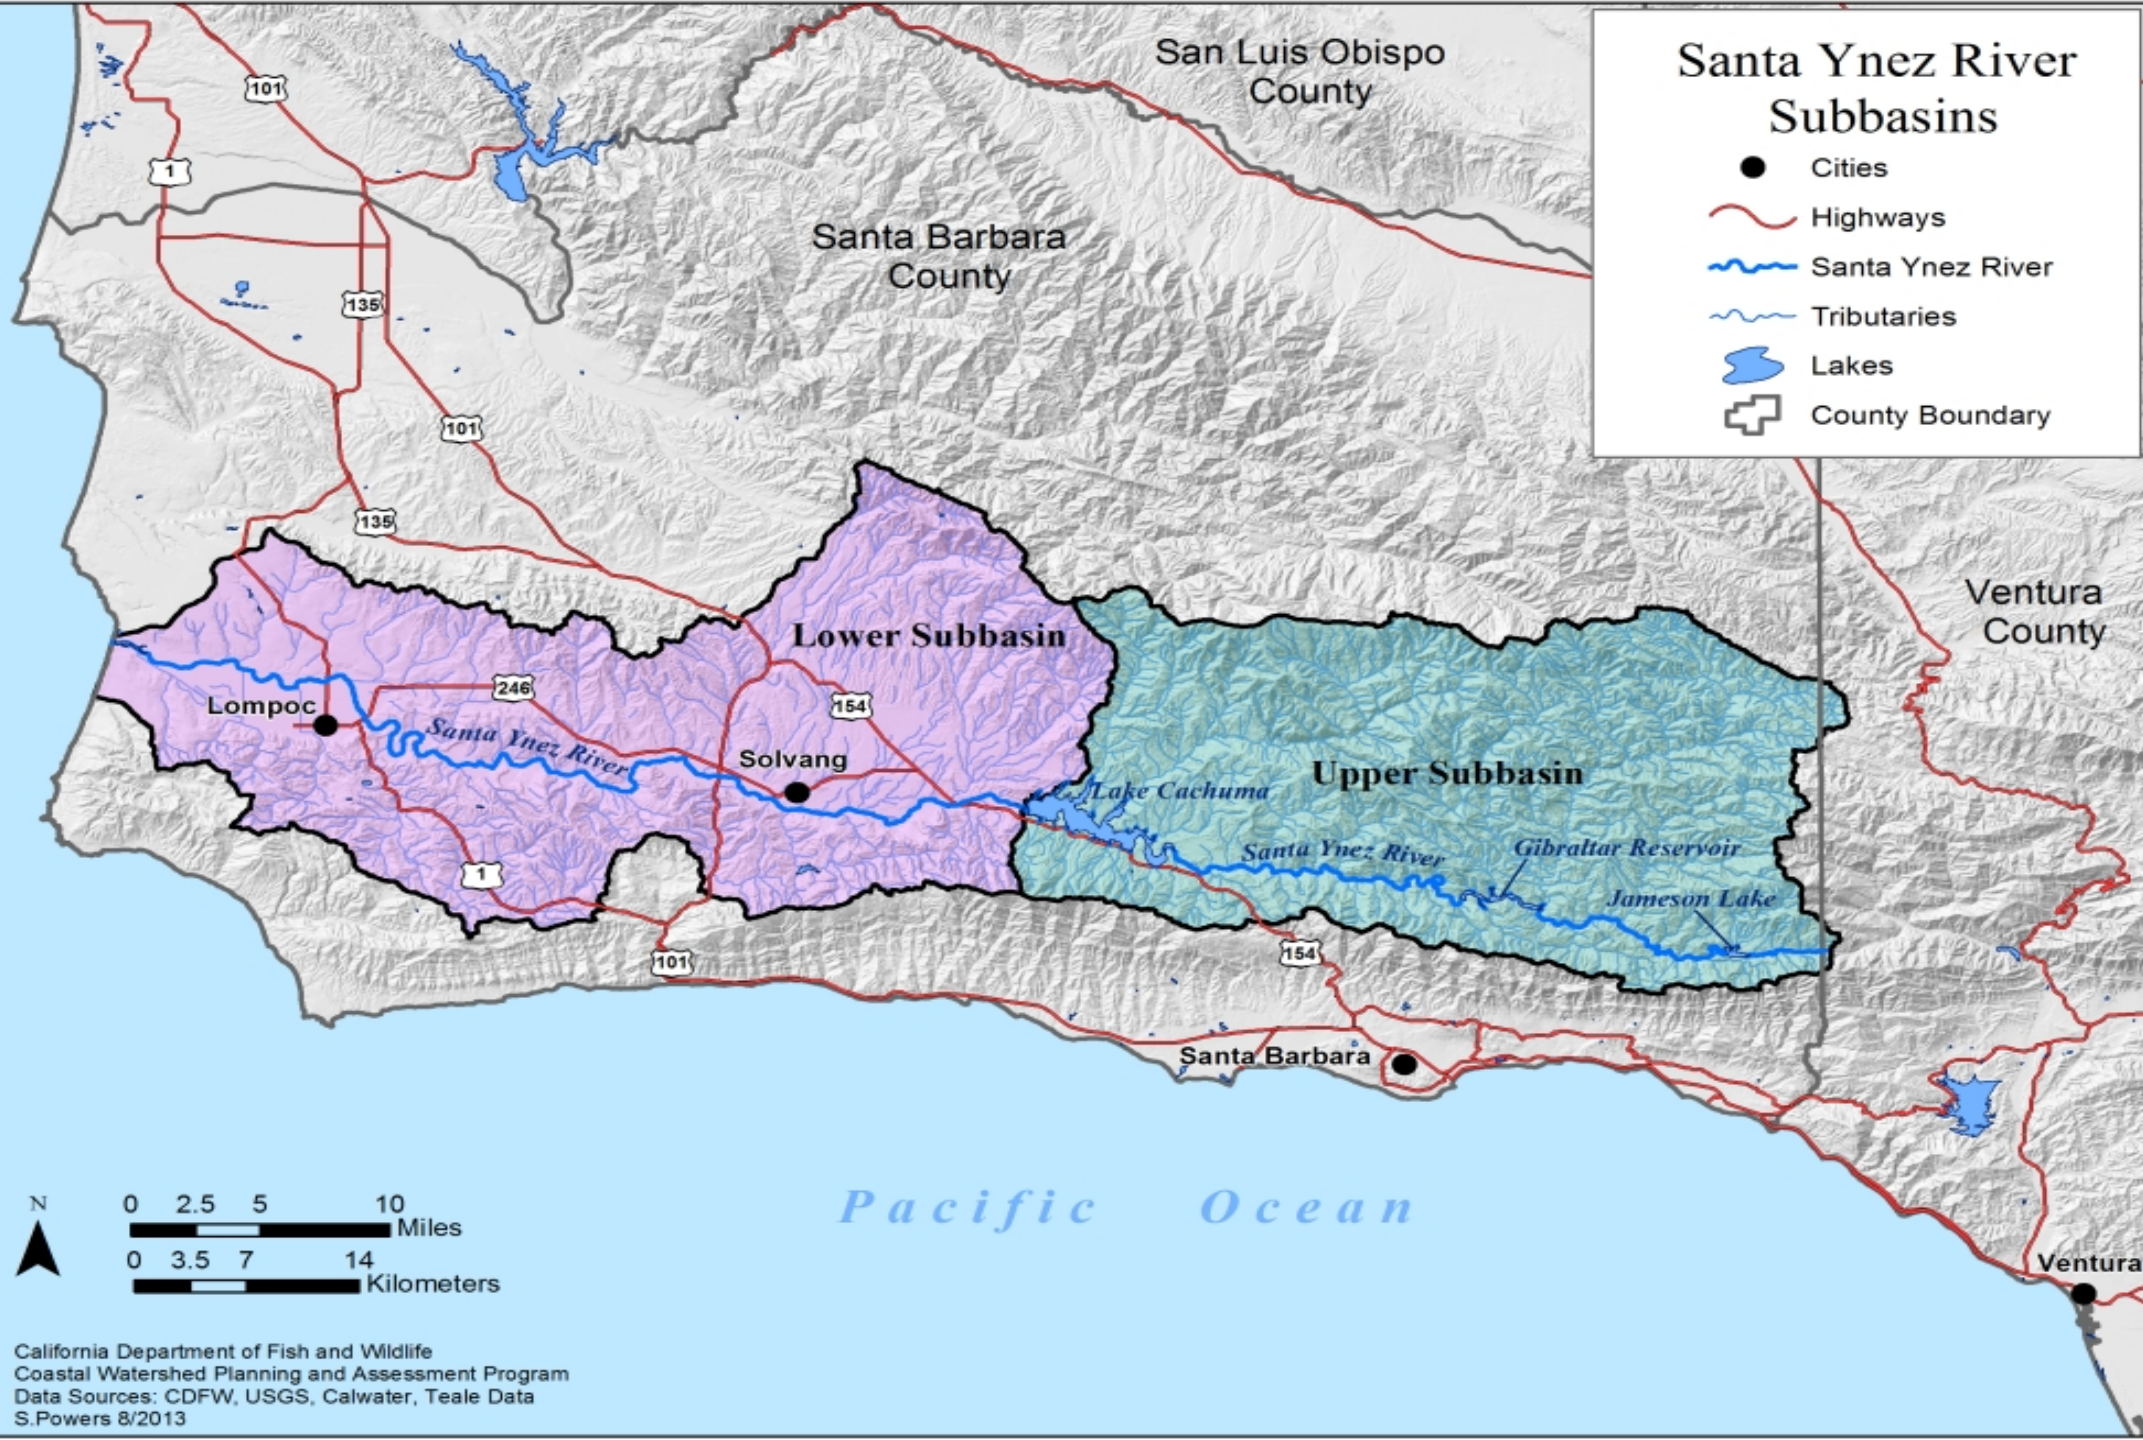 Santa Ynez River
Subbasins
Cities
Highways
Santa Ynez River
Tributaries
Lakes
County Boundary
San Luis Obispo
County
101
1
Santa Barbara
County
135
101
135
Ventura
County
Lower Subbasin
246
154
Lompoc
Santa Ynez River
Solvang
Upper Subbasin
Lake Cachuma
Santa Ynez River
Gibraltar Reservoir
1
Jameson Lake
101
154
Santa Barbara
Pacific Ocean
N
0 2.5 5 10
Miles
0 3.5 7 14
Kilometers
Ventura
California Department of Fish and Wildlife
Coastal Watershed Planning and Assessment Program
Data Sources: CDFW, USGS, Calwater, Teale Data
S.Powers 8/2013